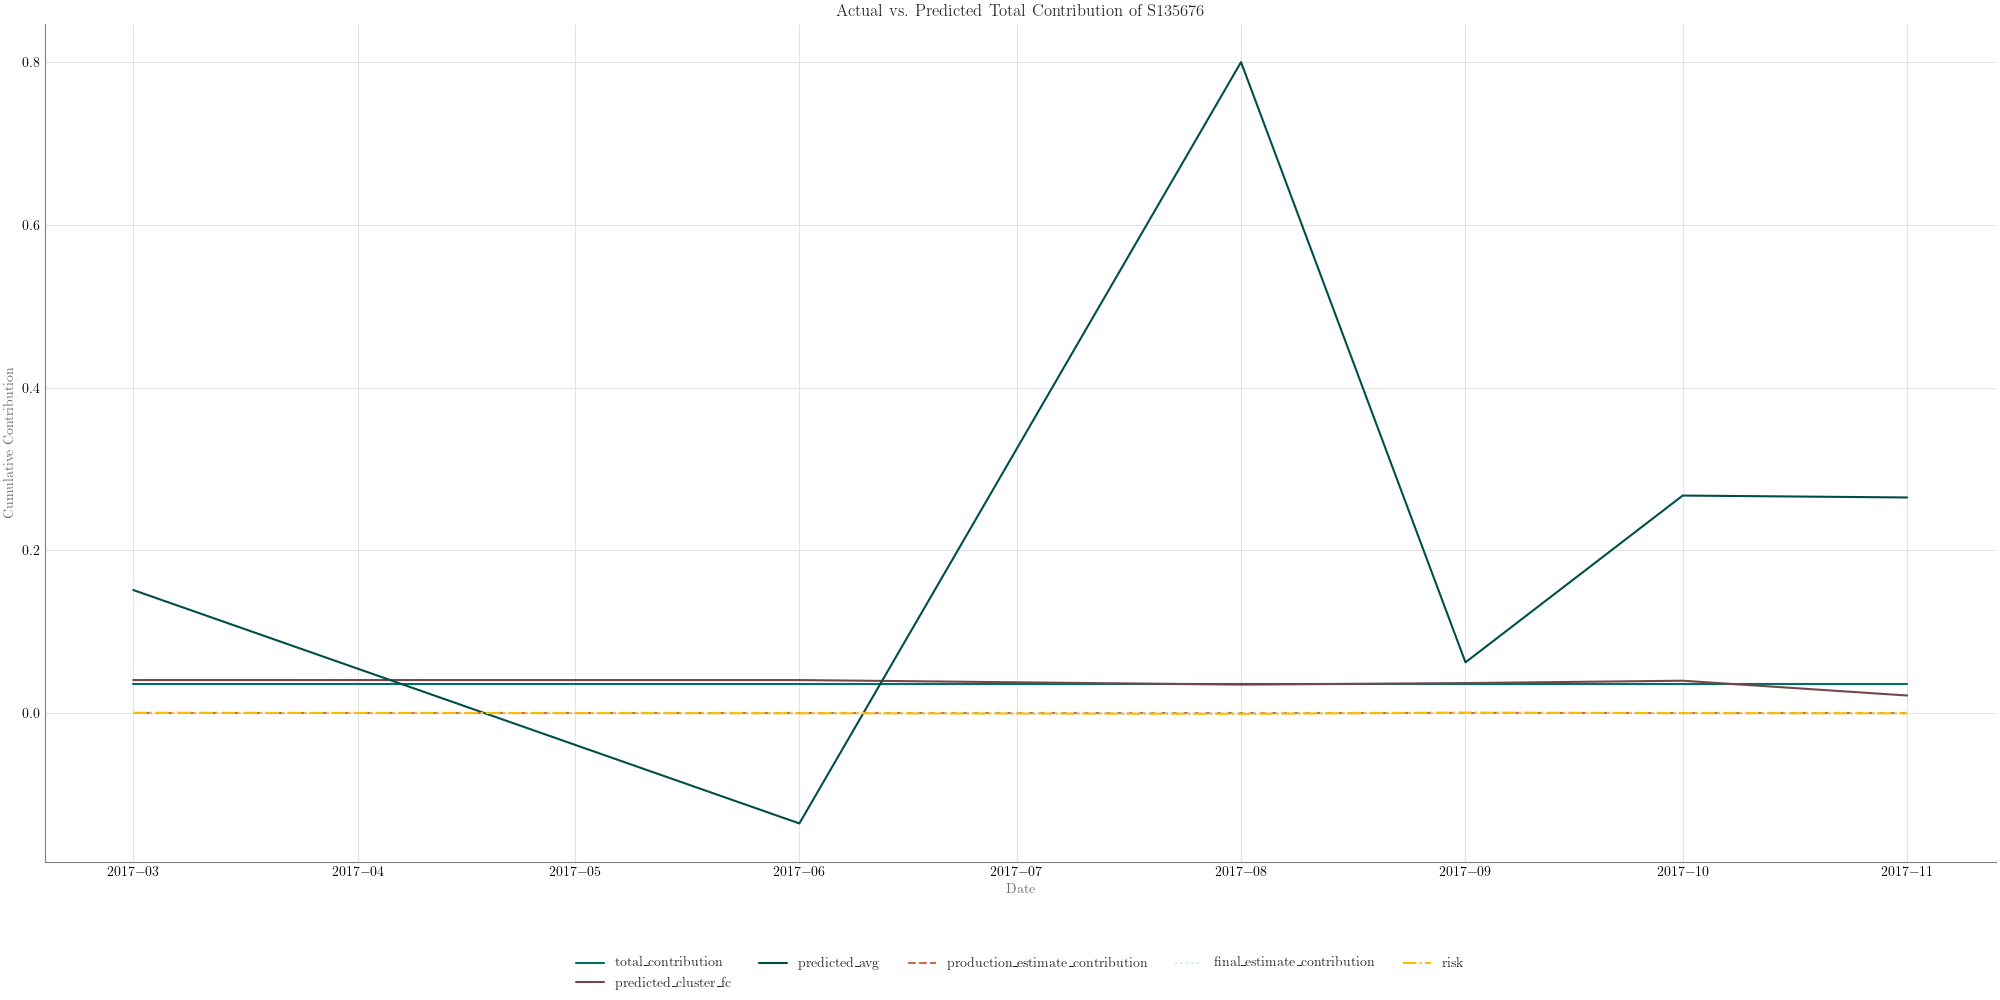 Actual vs. Predicted Total Contribution of S135676
Cumulative Contribution
0.8
0.6
0.4
0.2
0.0
2017−03 2017−04 2017−05 2017−06 2017−07 2017−08 2017−09 2017−10 2017−11
Date
total_contribution predicted_avg production_estimate_contribution final_estimate_contribution risk
predicted_cluster_fc